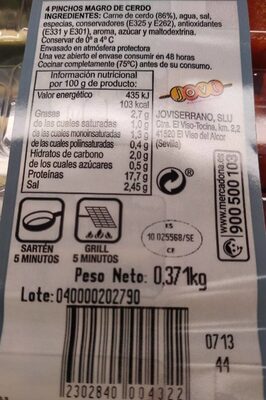 4 PINCHOS MAGRO DE CERDO
INGREDIENTES: Carne de cerdo (86%), agua, sal,
especias, conservadores (E325 y E262), antioxidantes
(E331 y E301), aroma, azúcar y maltodextrina.
Conservar de 0º a 4º C
Envasado en atmósfera protectora
Una vez abierto el envase consumir en 48 horas
Cocinar completamente (75ºC) antes de su consumo.
Información nutricional
por 100 g de producto:
Valor energético 435 kJ
103 kcal
Grasas 2,7 g
de las cuales saturadas 1,0 g
de las cuales monoinsaturadas 1,3 g
de las cuales poliinsaturadas 0,4 g
Hidratos de carbono 2,0 g
de los cuales azúcares 0,5 g
Proteínas 17,7 g
Sal 2,45 g
JOVI
JOVISERRANO, SLU
Ctra. El Viso-Tocina, km. 2,2
41520 El Viso del Alcor
(Sevilla)
www.mercadona.es
900 500 103
SARTÉN
5 MINUTOS
GRILL
5 MINUTOS
ES
10.025568/SE
CE
Peso Neto: 0,371kg
Lote: 040000202790
0713
44
2302840 004322